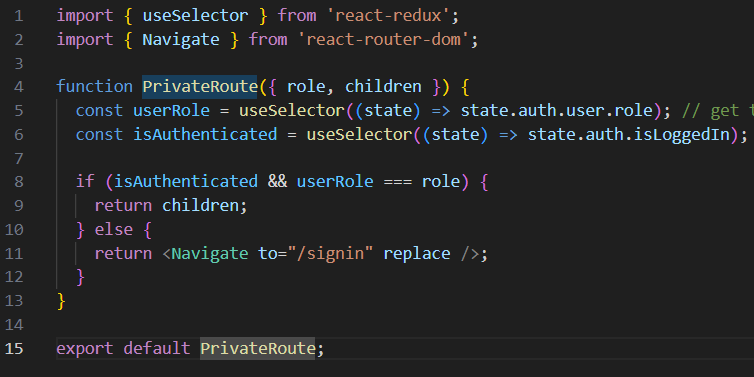 1 import { useSelector } from 'react-redux';
2 import { Navigate } from 'react-router-dom';
3
4 function PrivateRoute({ role, children }) {
5 const userRole = useSelector((state) => state.auth.user.role); // get
6 const isAuthenticated = useSelector((state) => state.auth.isLoggedIn);
7
8 if (isAuthenticated && userRole === role) {
9 return children;
10 } else {
11 return <Navigate to="/signin" replace />;
12 }
13 }
14
15 export default PrivateRoute;